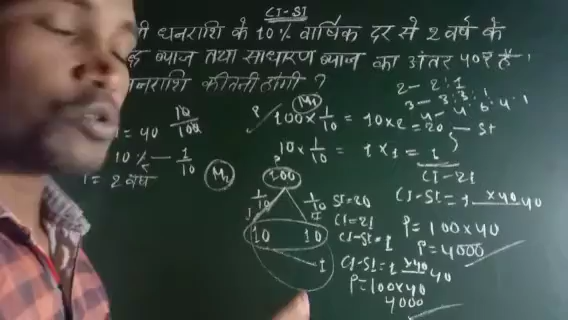 CI-SI
धनराशि के 10% वार्षिक दर से 2 वर्ष के
ब्याज तथा साधारण ब्याज का अंतर 40₹ है।
धनराशि कीतनी होगी ?
2 - 2:1
3 - 3:3:1
4 - 4:6:4:1
= 40 10/100
10% - 1/10
= 2 वर्ष
M1
P
100 × 1/10 = 10×2 = 20 - SI
10 × 1/10 = 1×1 = 1
CI - 21
CI-SI = 1 ×40 40
P = 100×40
P = 4000
M2
P
100
1/10 1/10
I II
10 10
1
SI=20
CI=21
CI-SI=1
CI-SI=1 ×40 40
P=100×40
4000